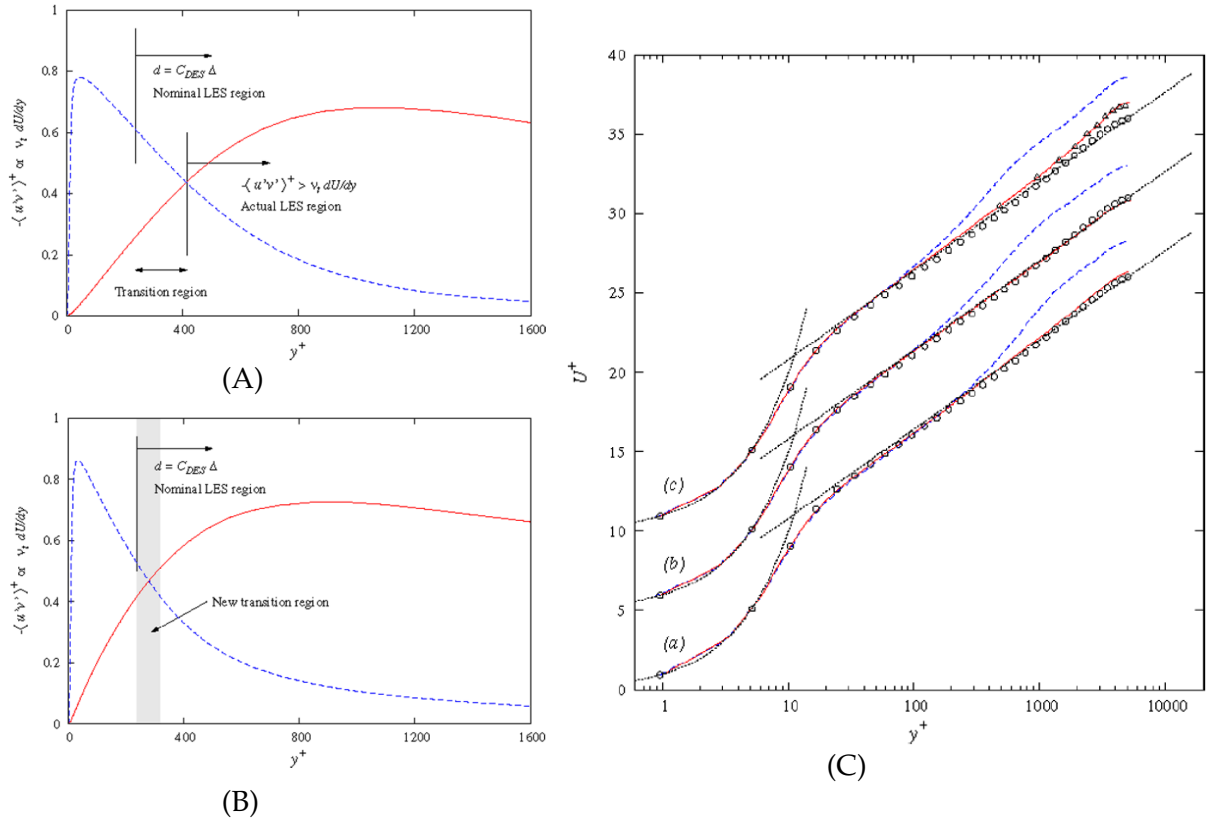 1
0.8
0.6
0.4
0.2
0
-⟨ u'v' ⟩⁺ or ν_t dU/dy
d = C_DES Δ
Nominal LES region
-⟨ u'v' ⟩⁺ > ν_t dU/dy
Actual LES region
Transition region
0 400 800 1200 1600
y⁺
(A)
1
0.8
0.6
0.4
0.2
0
-⟨ u'v' ⟩⁺ or ν_t dU/dy
d = C_DES Δ
Nominal LES region
New transition region
0 400 800 1200 1600
y⁺
(B)
40
35
30
25
20
15
10
5
0
U⁺
(c)
(b)
(a)
1 10 100 1000 10000
y⁺
(C)